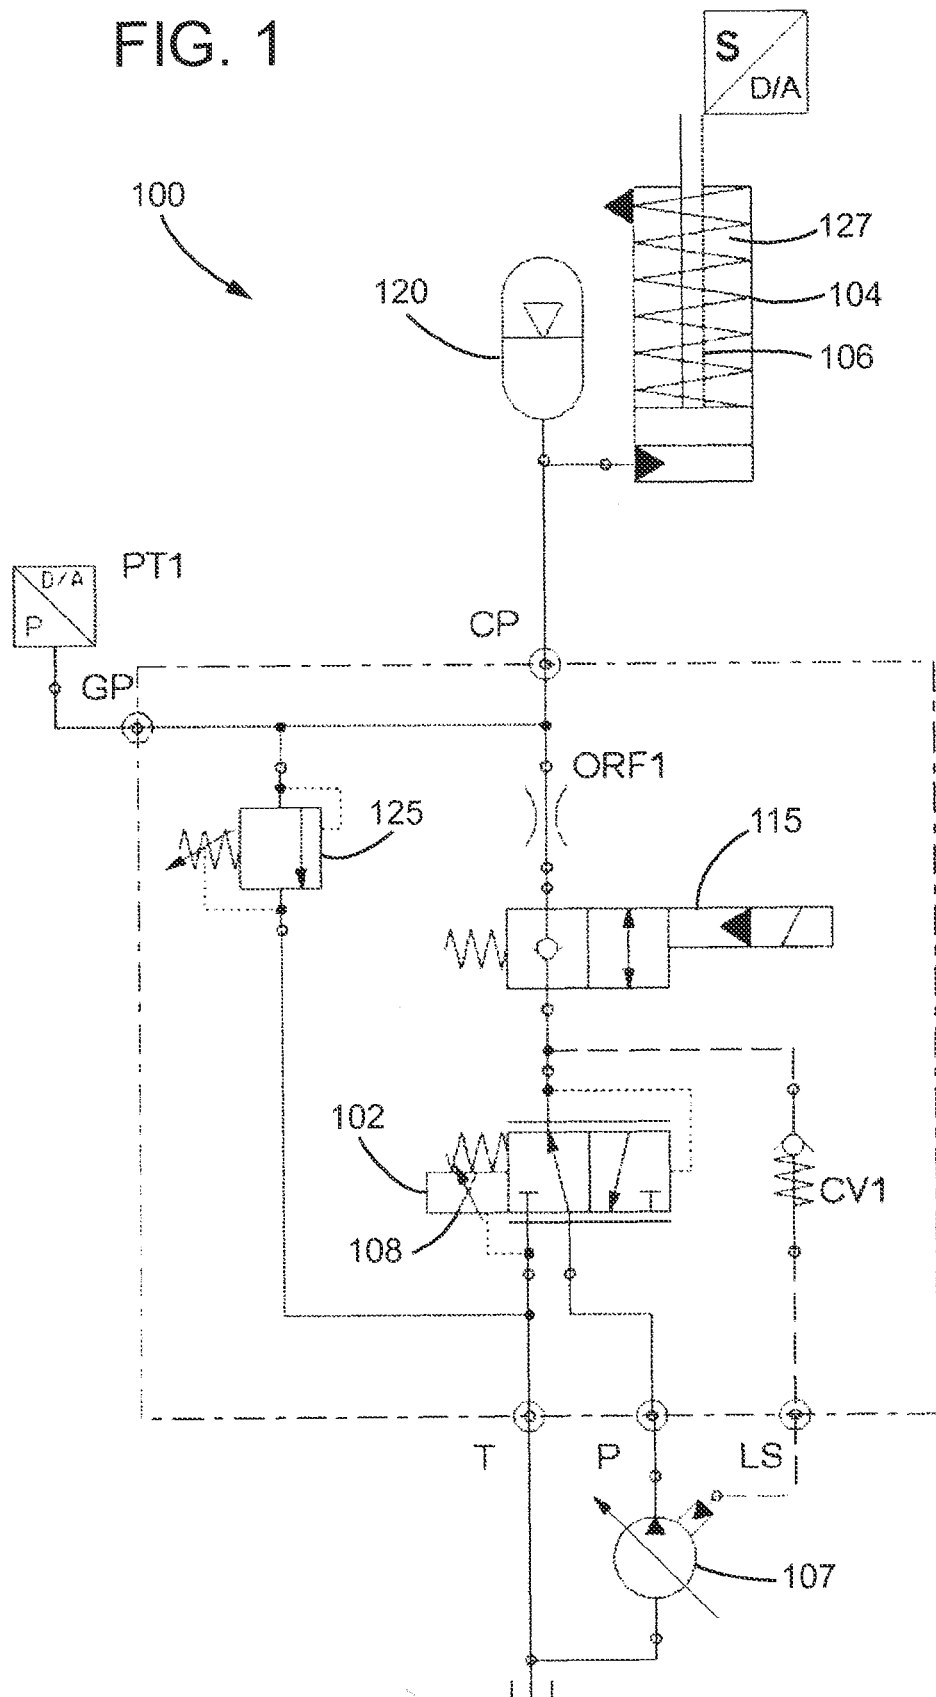 FIG. 1
S
D/A
100
127
120
104
106
PT1
D/A
P
CP
GP
ORF1
125
115
102
CV1
108
T
P
LS
107